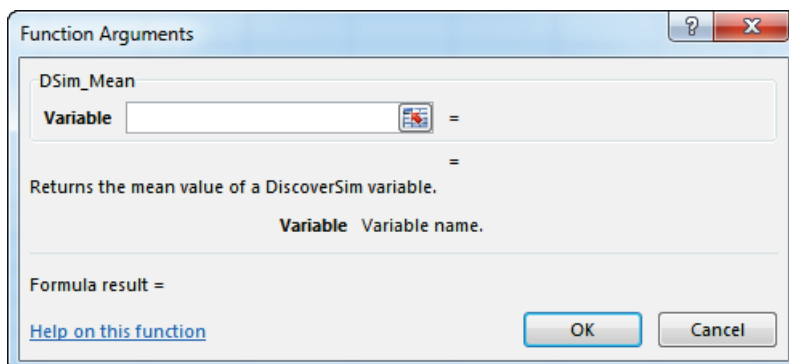 Function Arguments
DSim_Mean
Variable =
=
Returns the mean value of a DiscoverSim variable.
Variable Variable name.
Formula result =
Help on this function OK Cancel